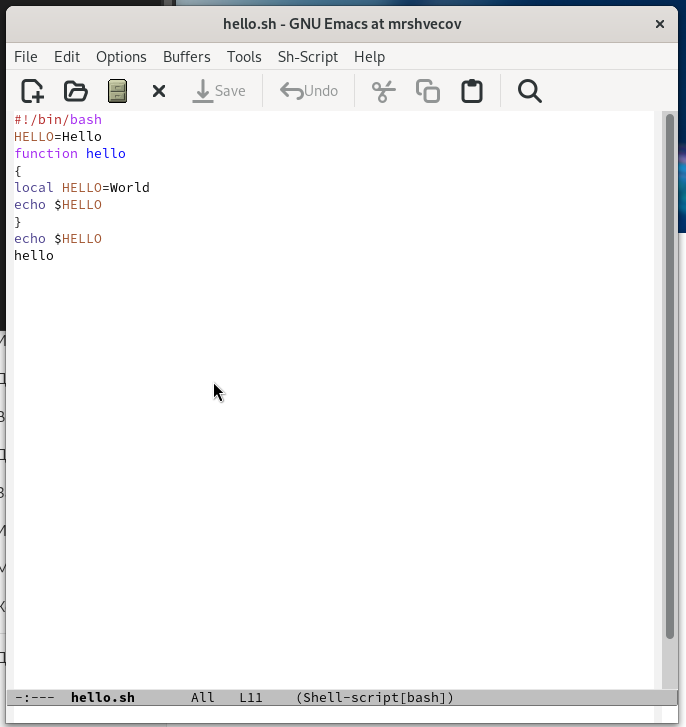 hello.sh - GNU Emacs at mrshvecov
File Edit Options Buffers Tools Sh-Script Help
Save Undo
#!/bin/bash
HELLO=Hello
function hello
{
local HELLO=World
echo $HELLO
}
echo $HELLO
hello
-:--- hello.sh All L11 (Shell-script[bash])